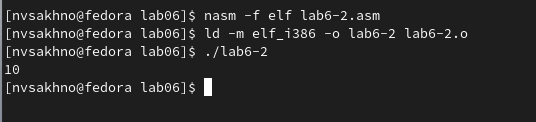 [nvsakhno@fedora lab06]$ nasm -f elf lab6-2.asm
[nvsakhno@fedora lab06]$ ld -m elf_i386 -o lab6-2 lab6-2.o
[nvsakhno@fedora lab06]$ ./lab6-2
10
[nvsakhno@fedora lab06]$